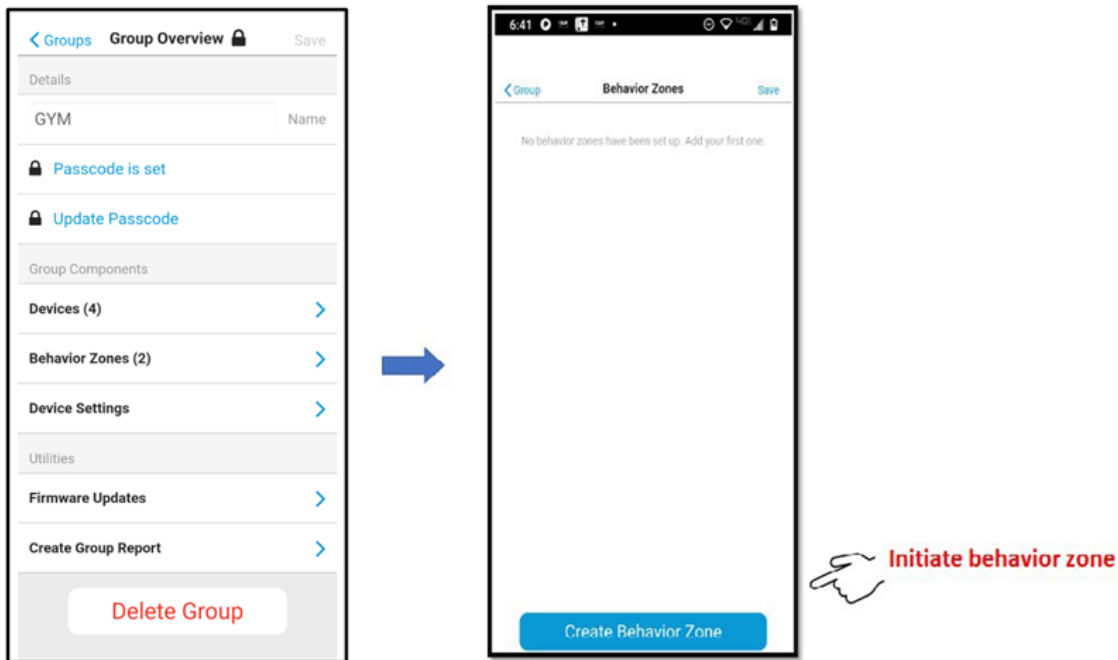 Groups Group Overview Save
Details
GYM Name
Passcode is set
Update Passcode
Group Components
Devices (4)
Behavior Zones (2)
Device Settings
Utilities
Firmware Updates
Create Group Report
Delete Group
6:41
Group Behavior Zones Save
No behavior zones have been set up. Add your first one.
Create Behavior Zone
Initiate behavior zone